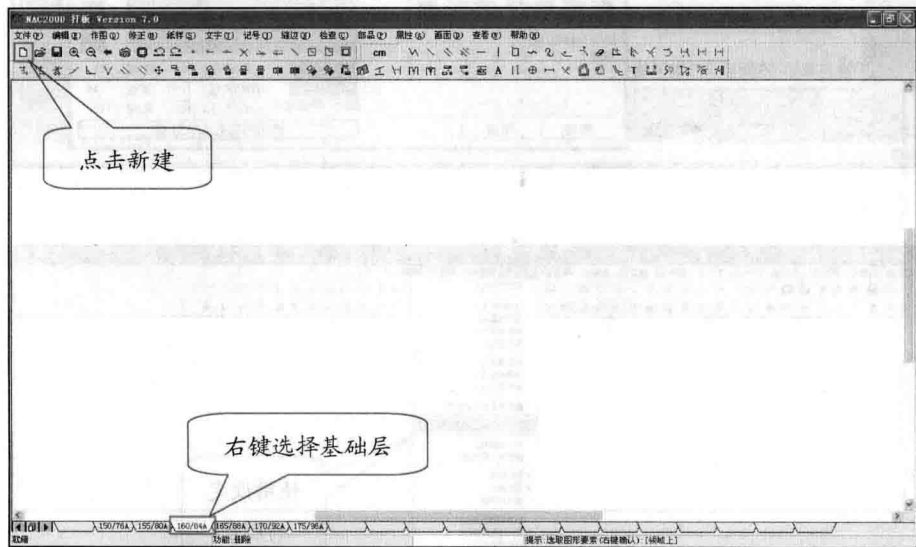 NAC2000 打板 Version 7.0
文件(F) 编辑(E) 作图(D) 修正(M) 纸样(S) 文字(T) 记号(L) 缝边(V) 检查(C) 部品(P) 属性(A) 画面(D) 查看(V) 帮助(H)
cm
点击新建
右键选择基础层
150/76A 155/80A 160/84A 165/88A 170/92A 175/96A
就绪 功能:删除 提示:选取图形要素(右键确认):[领域上]